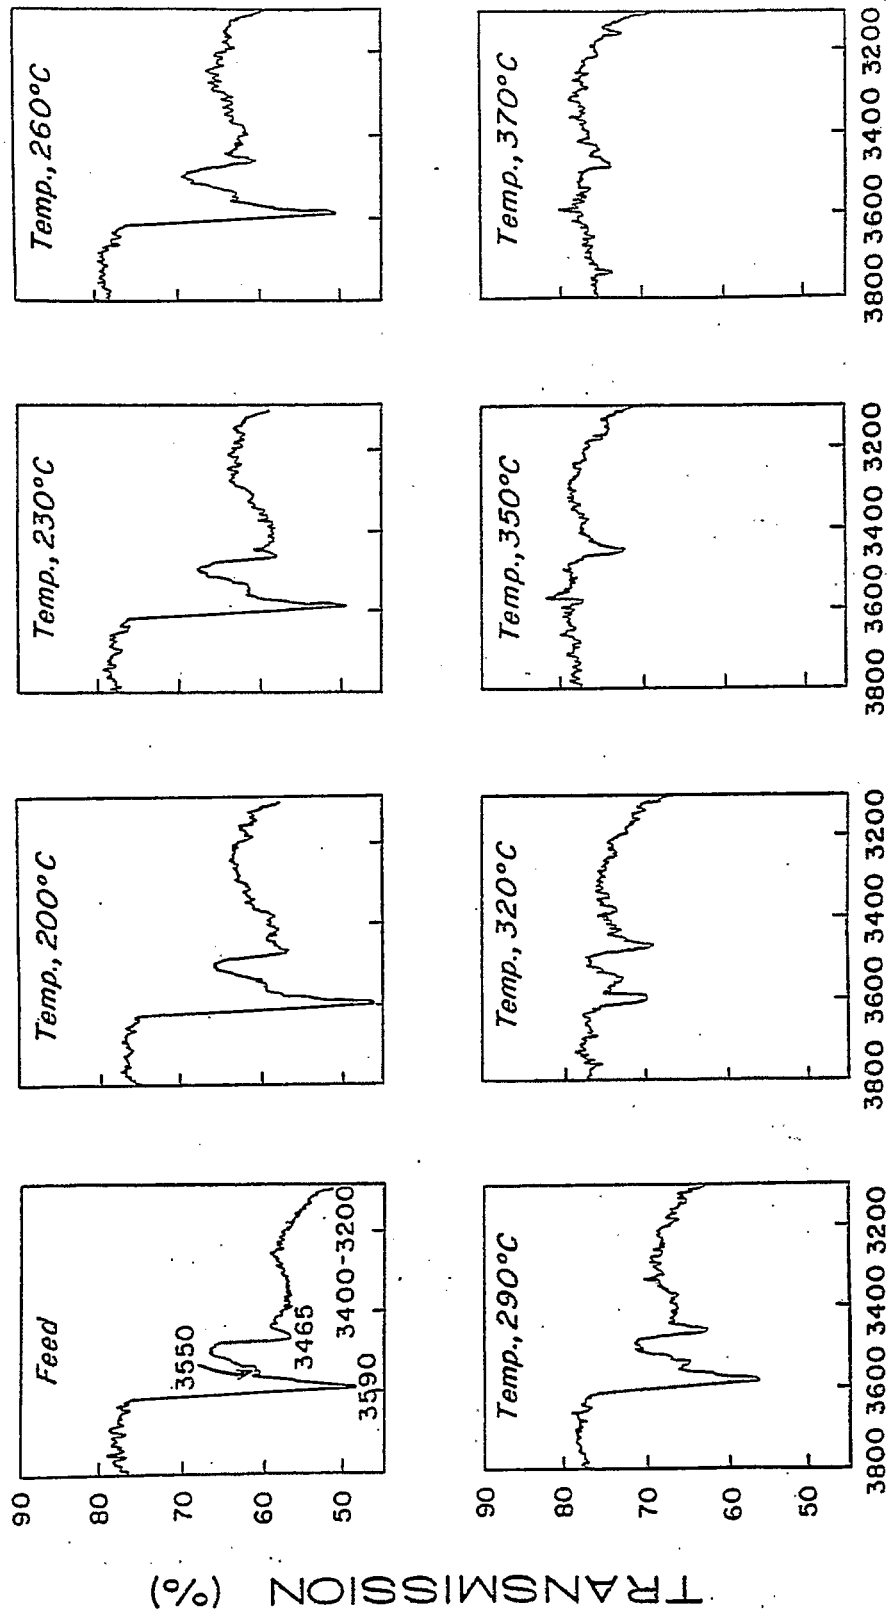 TRANSMISSION (%)
90
80
70
60
50
Feed
3550
3590
3465
3400-3200
Temp., 200°C
Temp., 230°C
Temp., 260°C
90
80
70
60
50
Temp., 290°C
3800 3600 3400 3200
Temp., 320°C
3800 3600 3400 3200
Temp., 350°C
3800 3600 3400 3200
Temp., 370°C
3800 3600 3400 3200